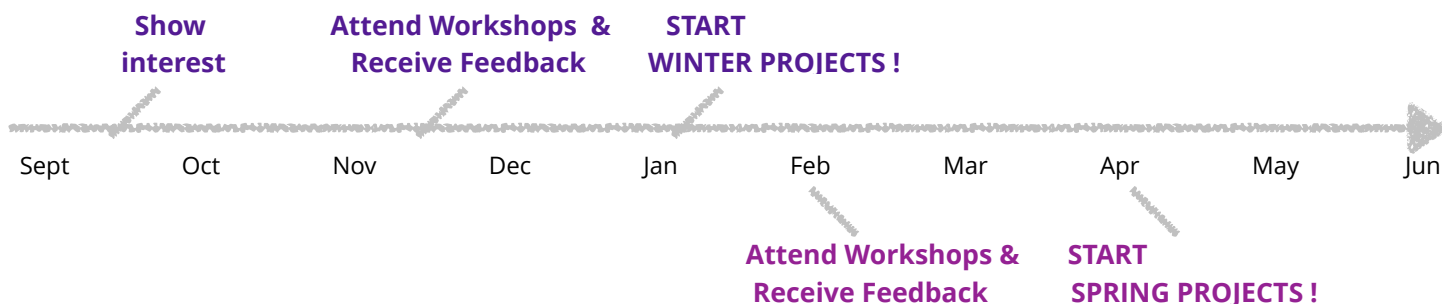 Show
interest
Attend Workshops &
Receive Feedback
START
WINTER PROJECTS !
Sept Oct Nov Dec Jan Feb Mar Apr May Jun
Attend Workshops &
Receive Feedback
START
SPRING PROJECTS !